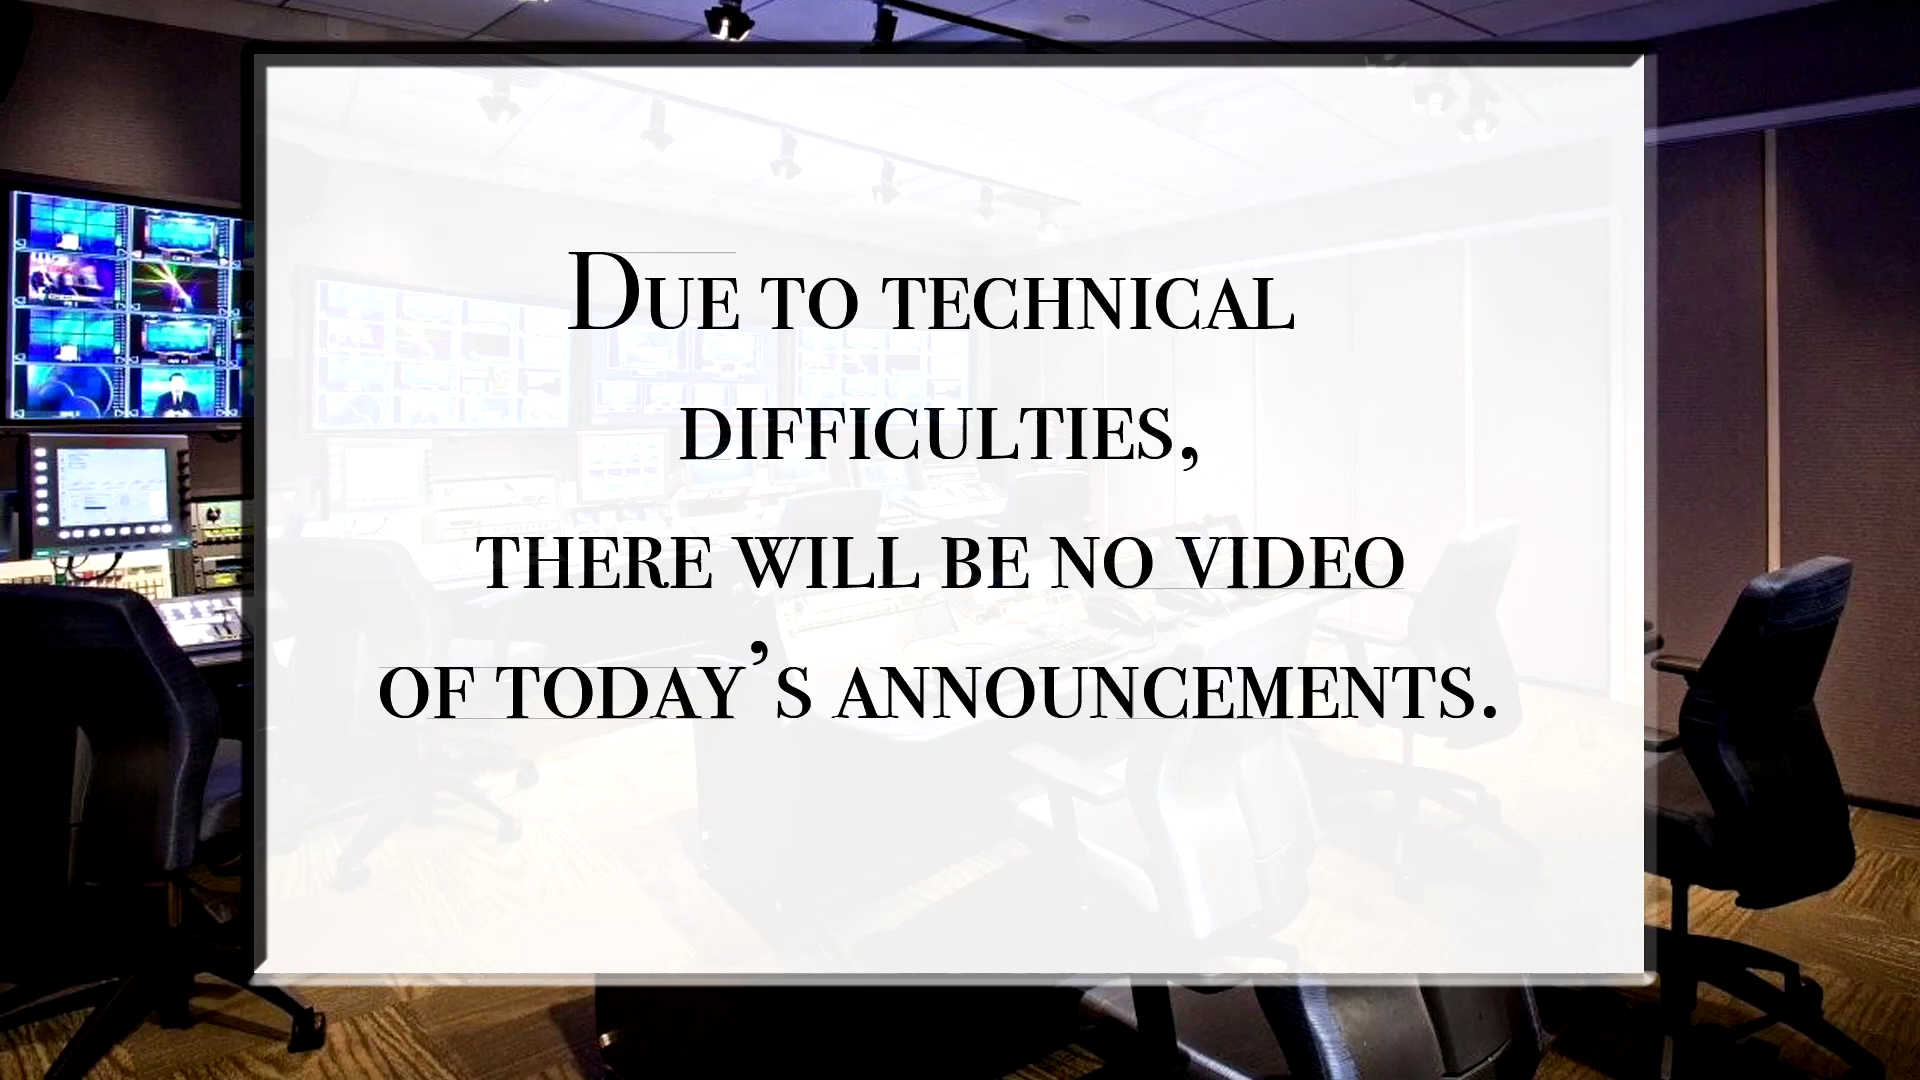 Due to technical
difficulties,
there will be no video
of today’s announcements.